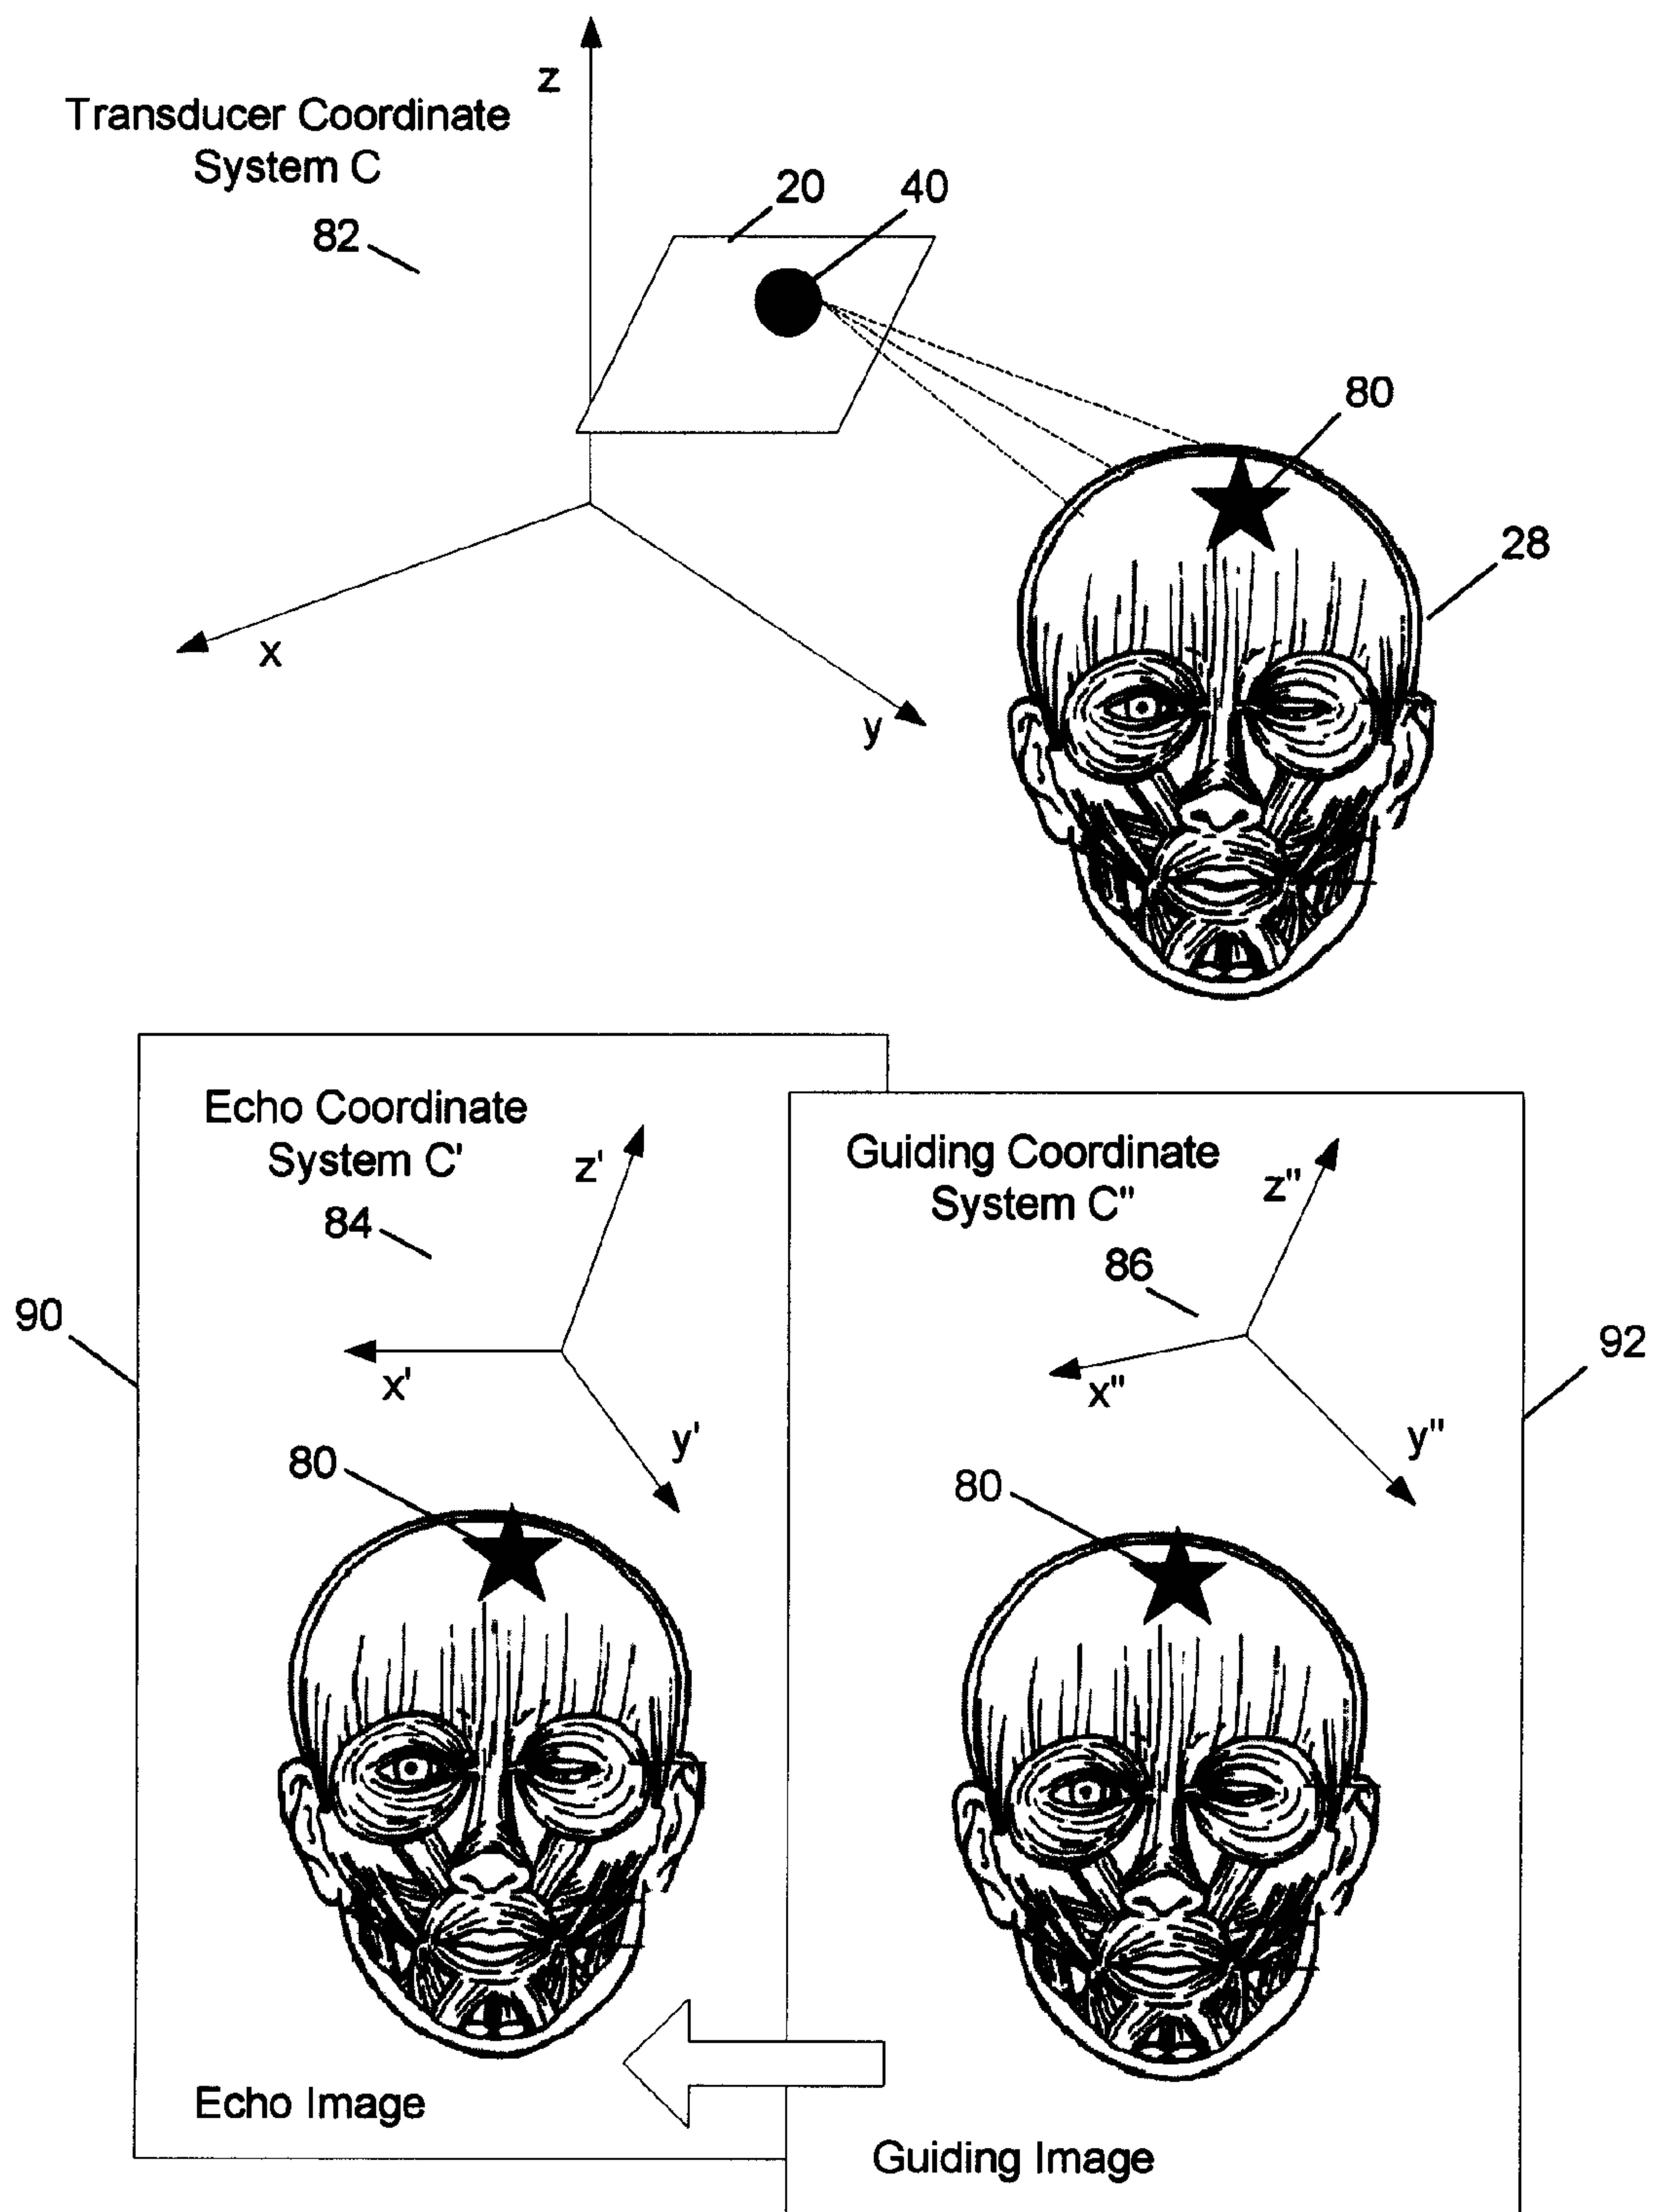 z
Transducer Coordinate
System C
82
20
40
80
28
x
y
Echo Coordinate
System C'
84
z'
x'
y'
90
80
Echo Image
Guiding Coordinate
System C"
86
z"
x"
y"
92
80
Guiding Image